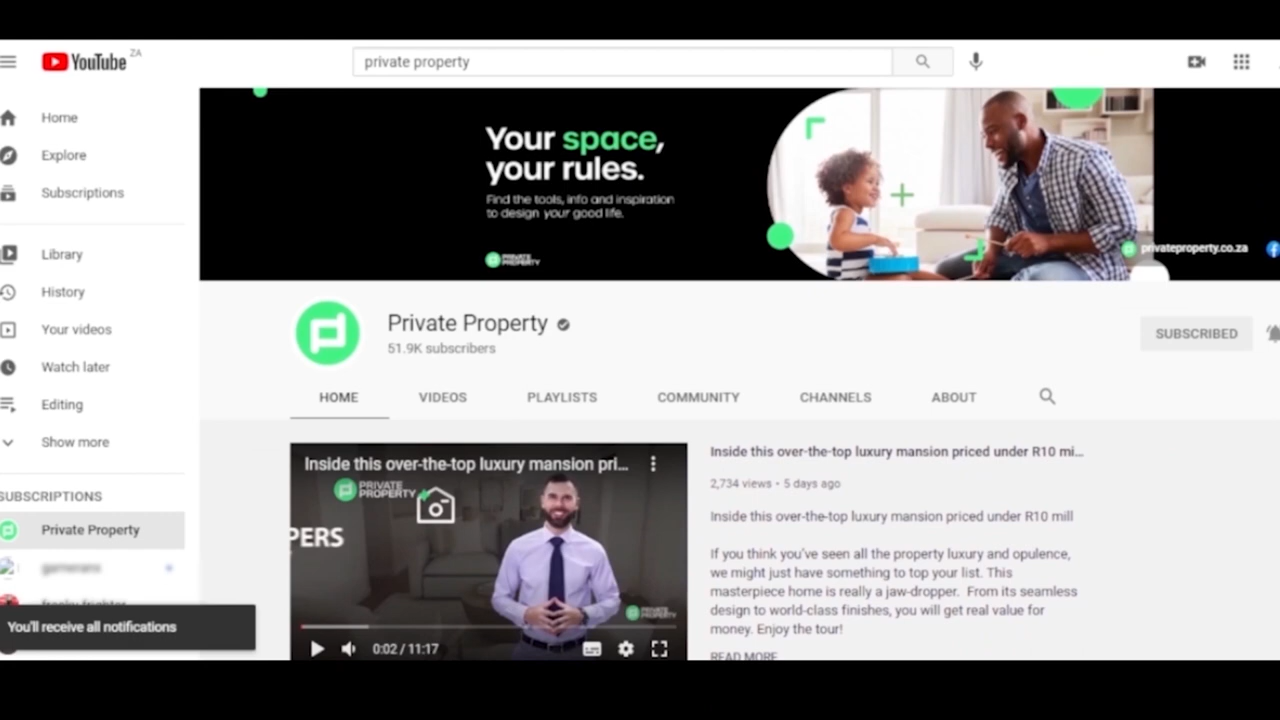 YouTube ZA
private property
Home
Explore
Subscriptions
Library
History
Your videos
Watch later
Editing
Show more
SUBSCRIPTIONS
Private Property
You'll receive all notifications
Your space,
your rules.
Find the tools, info and inspiration
to design your good life.
PRIVATE
PROPERTY
privateproperty.co.za
Private Property
51.9K subscribers
SUBSCRIBED
HOME VIDEOS PLAYLISTS COMMUNITY CHANNELS ABOUT
Inside this over-the-top luxury mansion pri...
PRIVATE
PROPERTY
PERS
PRIVATE
PROPERTY
0:02 / 11:17
Inside this over-the-top luxury mansion priced under R10 mi...
2,734 views • 5 days ago
Inside this over-the-top luxury mansion priced under R10 mill
If you think you've seen all the property luxury and opulence,
we might just have something to top your list. This
masterpiece home is really a jaw-dropper. From its seamless
design to world-class finishes, you will get real value for
money. Enjoy the tour!
READ MORE